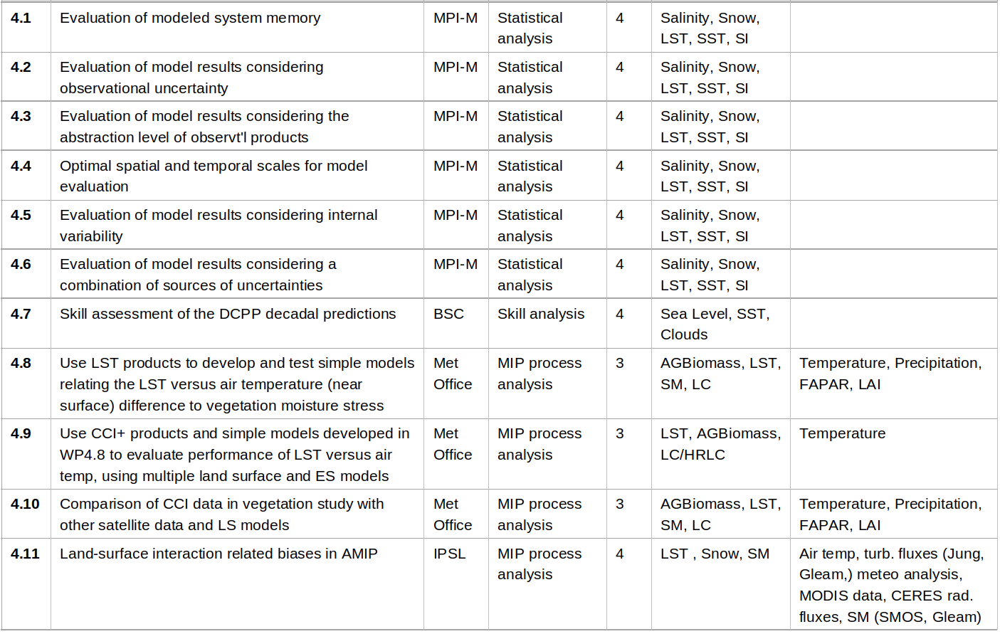 4.1 Evaluation of modeled system memory MPI-M Statistical analysis 4 Salinity, Snow, LST, SST, SI
4.2 Evaluation of model results considering observational uncertainty MPI-M Statistical analysis 4 Salinity, Snow, LST, SST, SI
4.3 Evaluation of model results considering the abstraction level of observt'l products MPI-M Statistical analysis 4 Salinity, Snow, LST, SST, SI
4.4 Optimal spatial and temporal scales for model evaluation MPI-M Statistical analysis 4 Salinity, Snow, LST, SST, SI
4.5 Evaluation of model results considering internal variability MPI-M Statistical analysis 4 Salinity, Snow, LST, SST, SI
4.6 Evaluation of model results considering a combination of sources of uncertainties MPI-M Statistical analysis 4 Salinity, Snow, LST, SST, SI
4.7 Skill assessment of the DCPP decadal predictions BSC Skill analysis 4 Sea Level, SST, Clouds
4.8 Use LST products to develop and test simple models relating the LST versus air temperature (near surface) difference to vegetation moisture stress Met Office MIP process analysis 3 AGBiomass, LST, SM, LC Temperature, Precipitation, FAPAR, LAI
4.9 Use CCI+ products and simple models developed in WP4.8 to evaluate performance of LST versus air temp, using multiple land surface and ES models Met Office MIP process analysis 3 LST, AGBiomass, LC/HRLC Temperature
4.10 Comparison of CCI data in vegetation study with other satellite data and LS models Met Office MIP process analysis 3 AGBiomass, LST, SM, LC Temperature, Precipitation, FAPAR, LAI
4.11 Land-surface interaction related biases in AMIP IPSL MIP process analysis 4 LST , Snow, SM Air temp, turb. fluxes (Jung, Gleam,) meteo analysis, MODIS data, CERES rad. fluxes, SM (SMOS, Gleam)